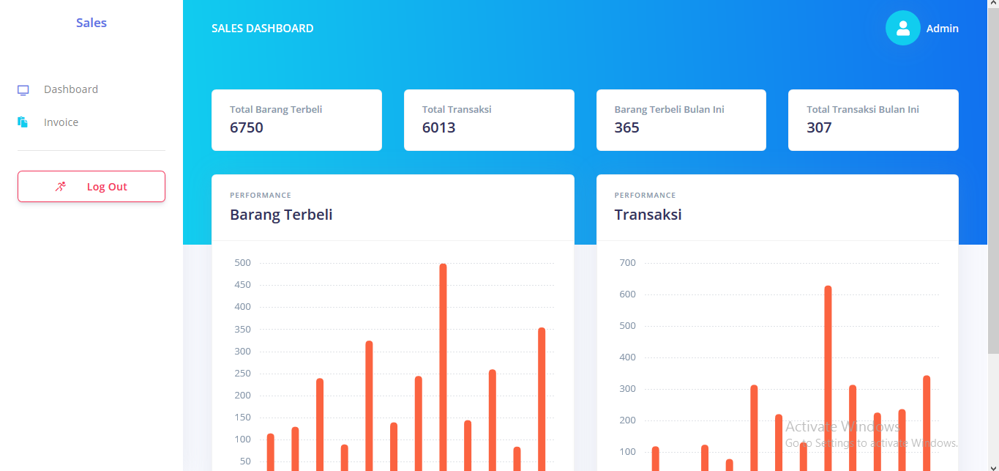 Sales
Dashboard
Invoice
Log Out
SALES DASHBOARD
Admin
Total Barang Terbeli
6750
Total Transaksi
6013
Barang Terbeli Bulan Ini
365
Total Transaksi Bulan Ini
307
PERFORMANCE
Barang Terbeli
500
450
400
350
300
250
200
150
100
50
PERFORMANCE
Transaksi
700
600
500
400
300
200
100
Activate Windows
Go to Settings to activate Windows.